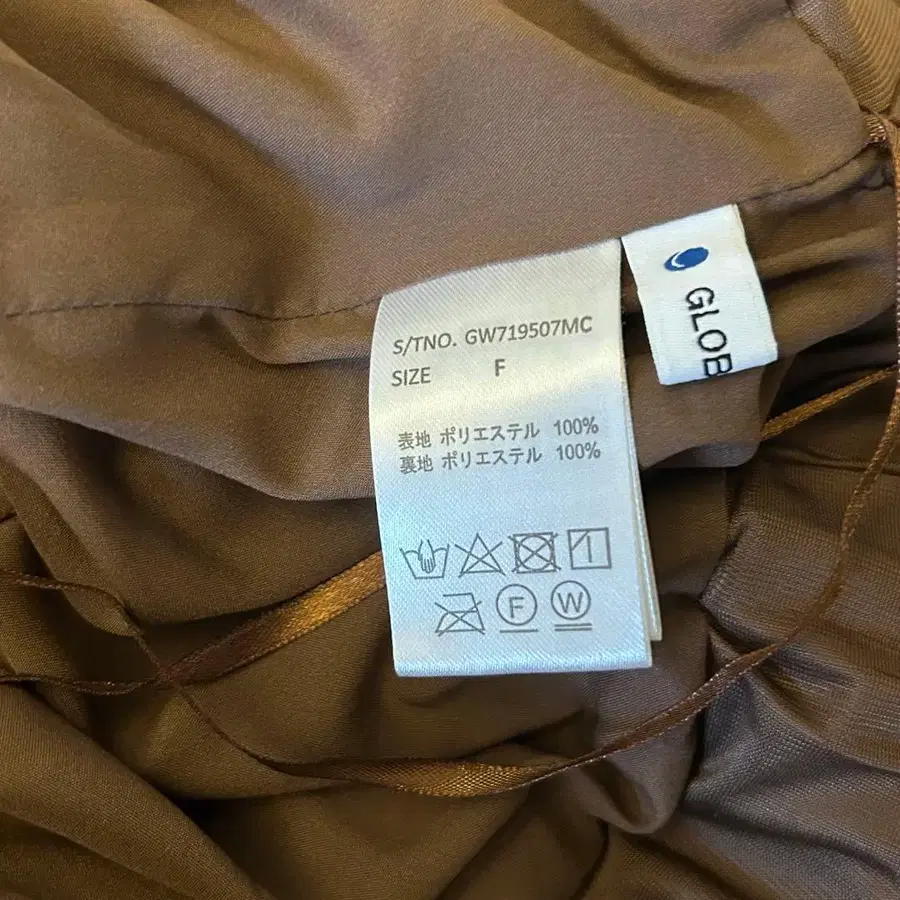 S/TNO. GW719507MC
SIZE F
表地 ポリエステル 100%
裏地 ポリエステル 100%
F W
GLOB